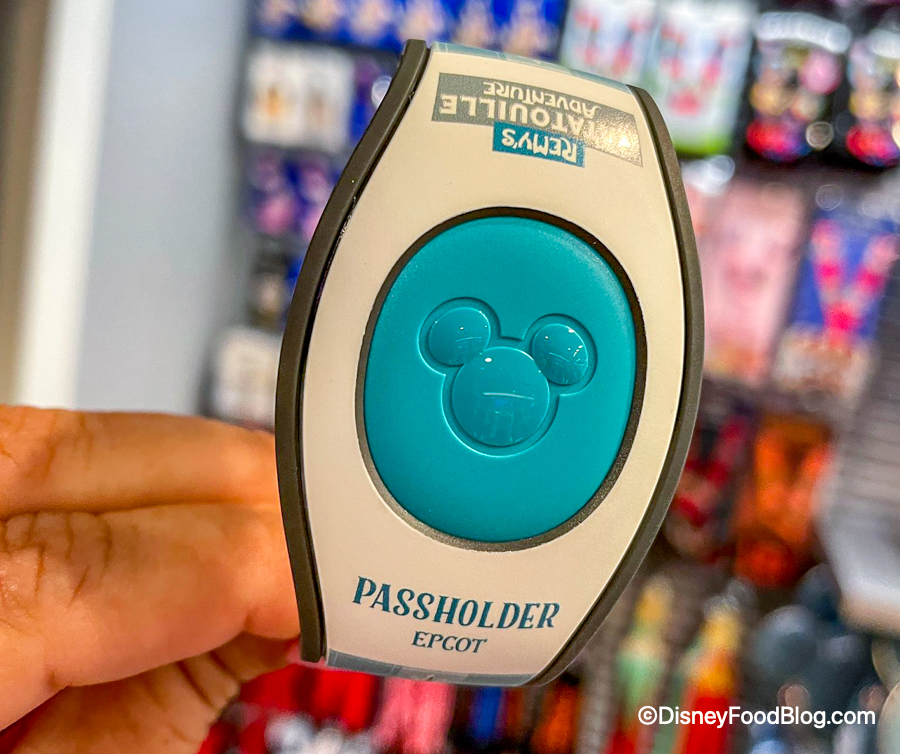 REMY'S
RATATOUILLE
ADVENTURE
PASSHOLDER
EPCOT
©DisneyFoodBlog.com